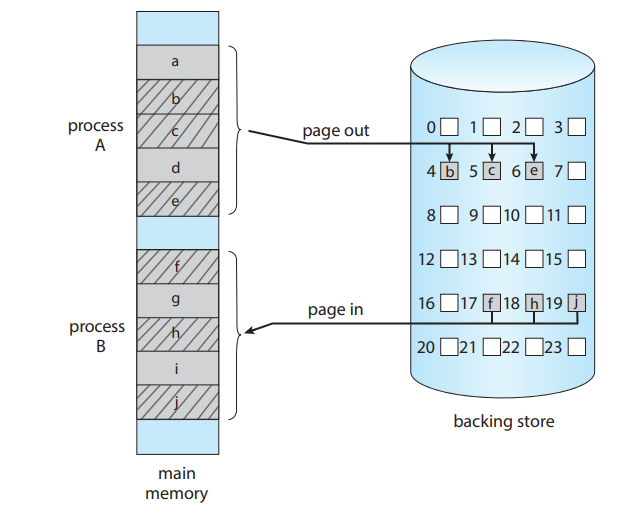 a
b
c
d
e
process
A
f
g
h
i
j
process
B
main
memory
page out
page in
0 1 2 3
4 b 5 c 6 e 7
8 9 10 11
12 13 14 15
16 17 f 18 h 19 j
20 21 22 23
backing store